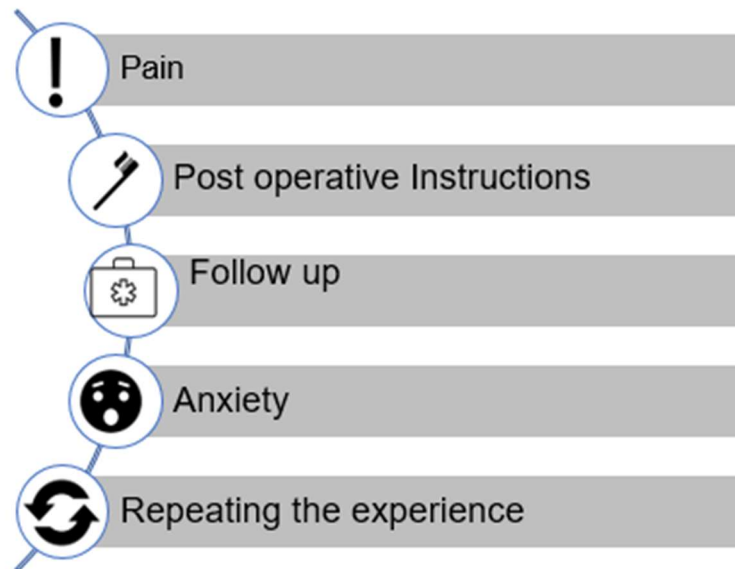 Pain
Post operative Instructions
Follow up
Anxiety
Repeating the experience